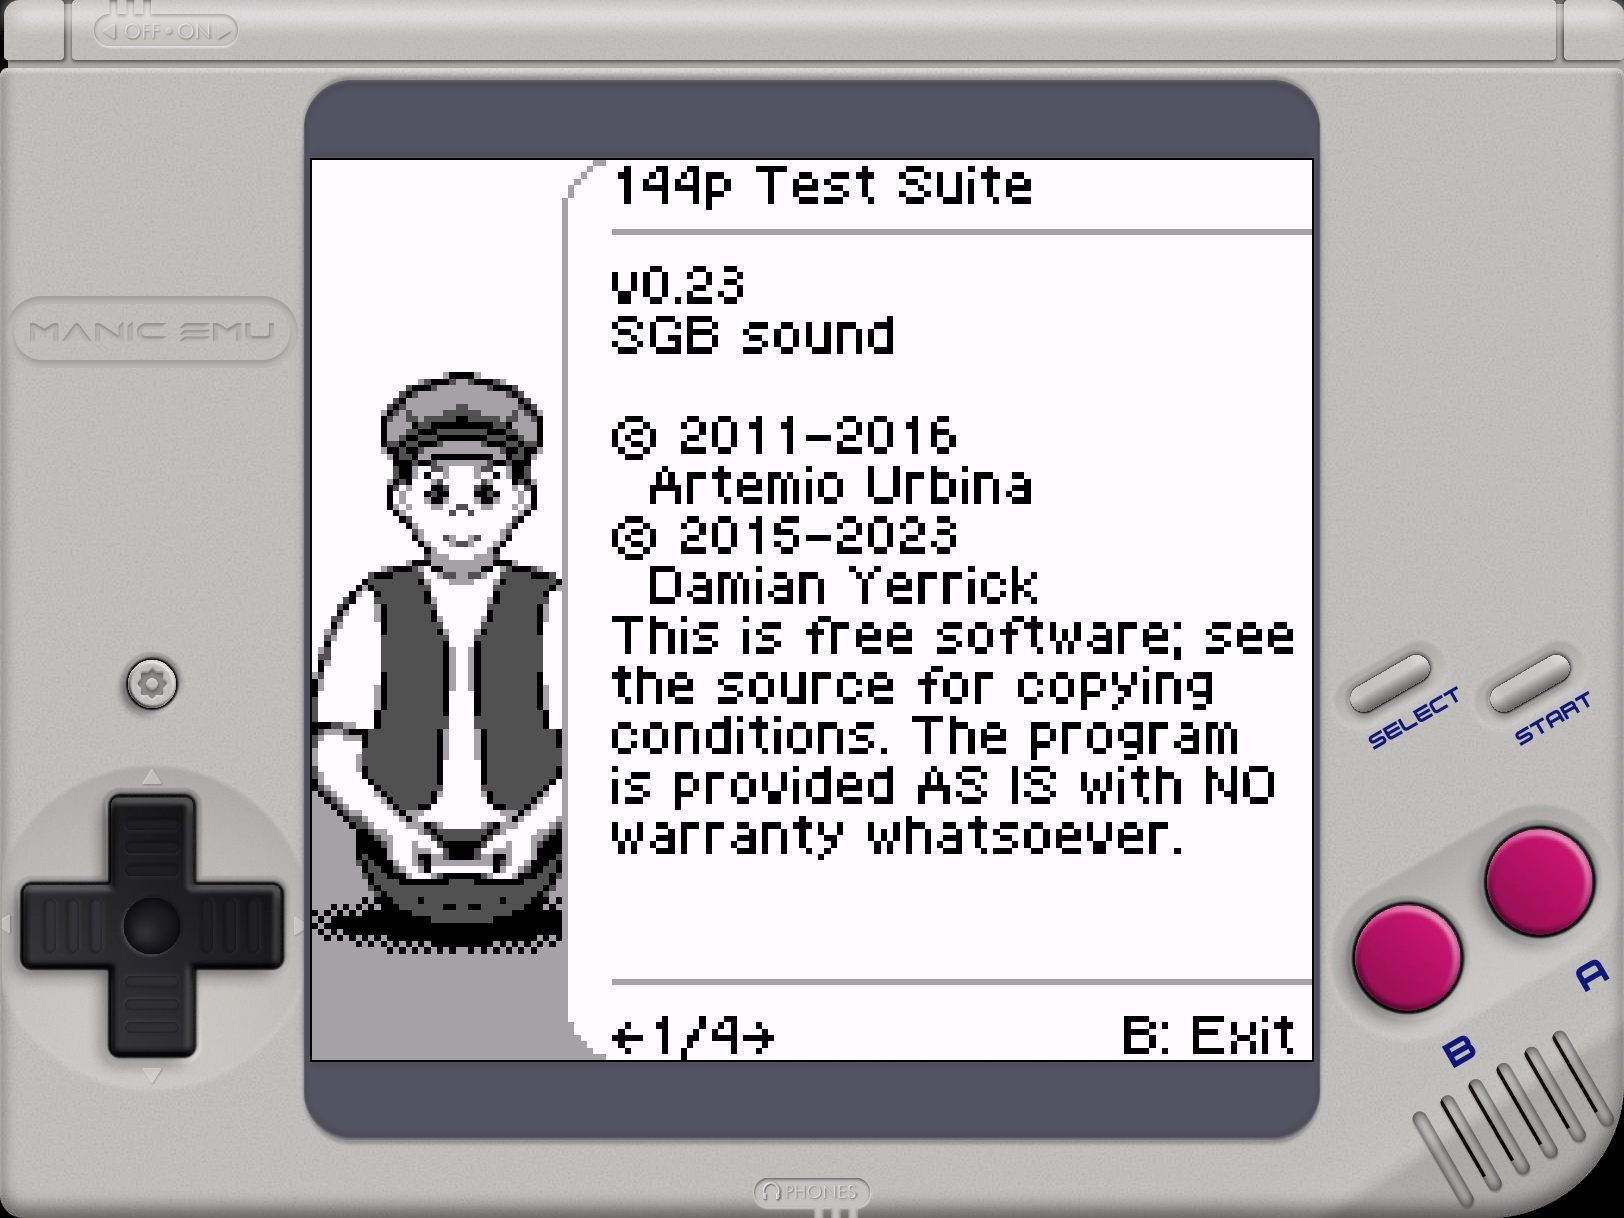 OFF•ON
144p Test Suite
v0.23
SGB sound
© 2011-2016
Artemio Urbina
© 2015-2023
Damian Yerrick
This is free software; see
the source for copying
conditions. The program
is provided AS IS with NO
warranty whatsoever.
←1/4→
B: Exit
MANIC EMU
SELECT
START
A
B
PHONES